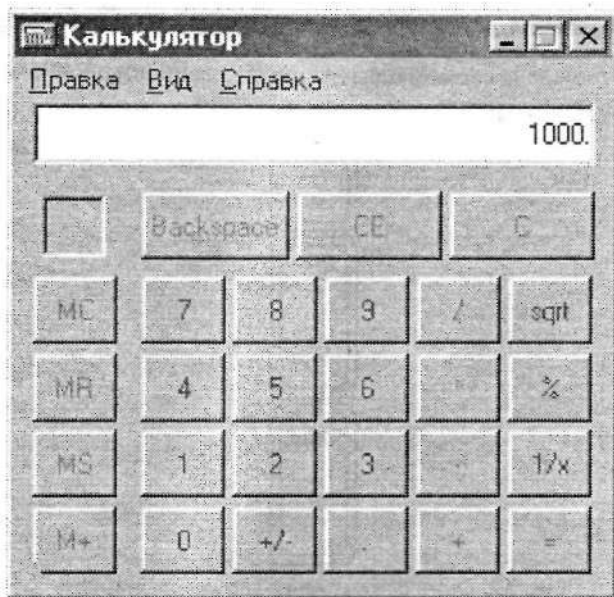 Калькулятор
Правка Вид Справка
1000.
Backspace CE C
MC 7 8 9 / sqrt
MR 4 5 6 * %
MS 1 2 3 - 1/x
M+ 0 +/- . + =